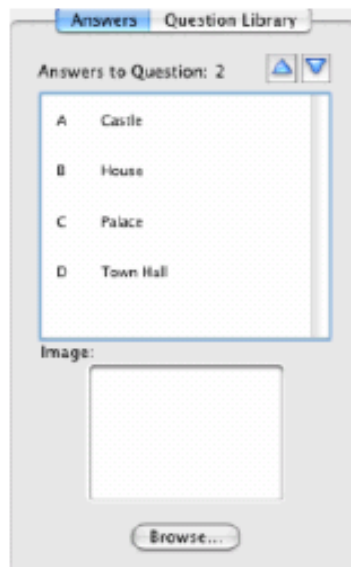 Answers Question Library
Answers to Question: 2
A Castle
B House
C Palace
D Town Hall
Image:
Browse...